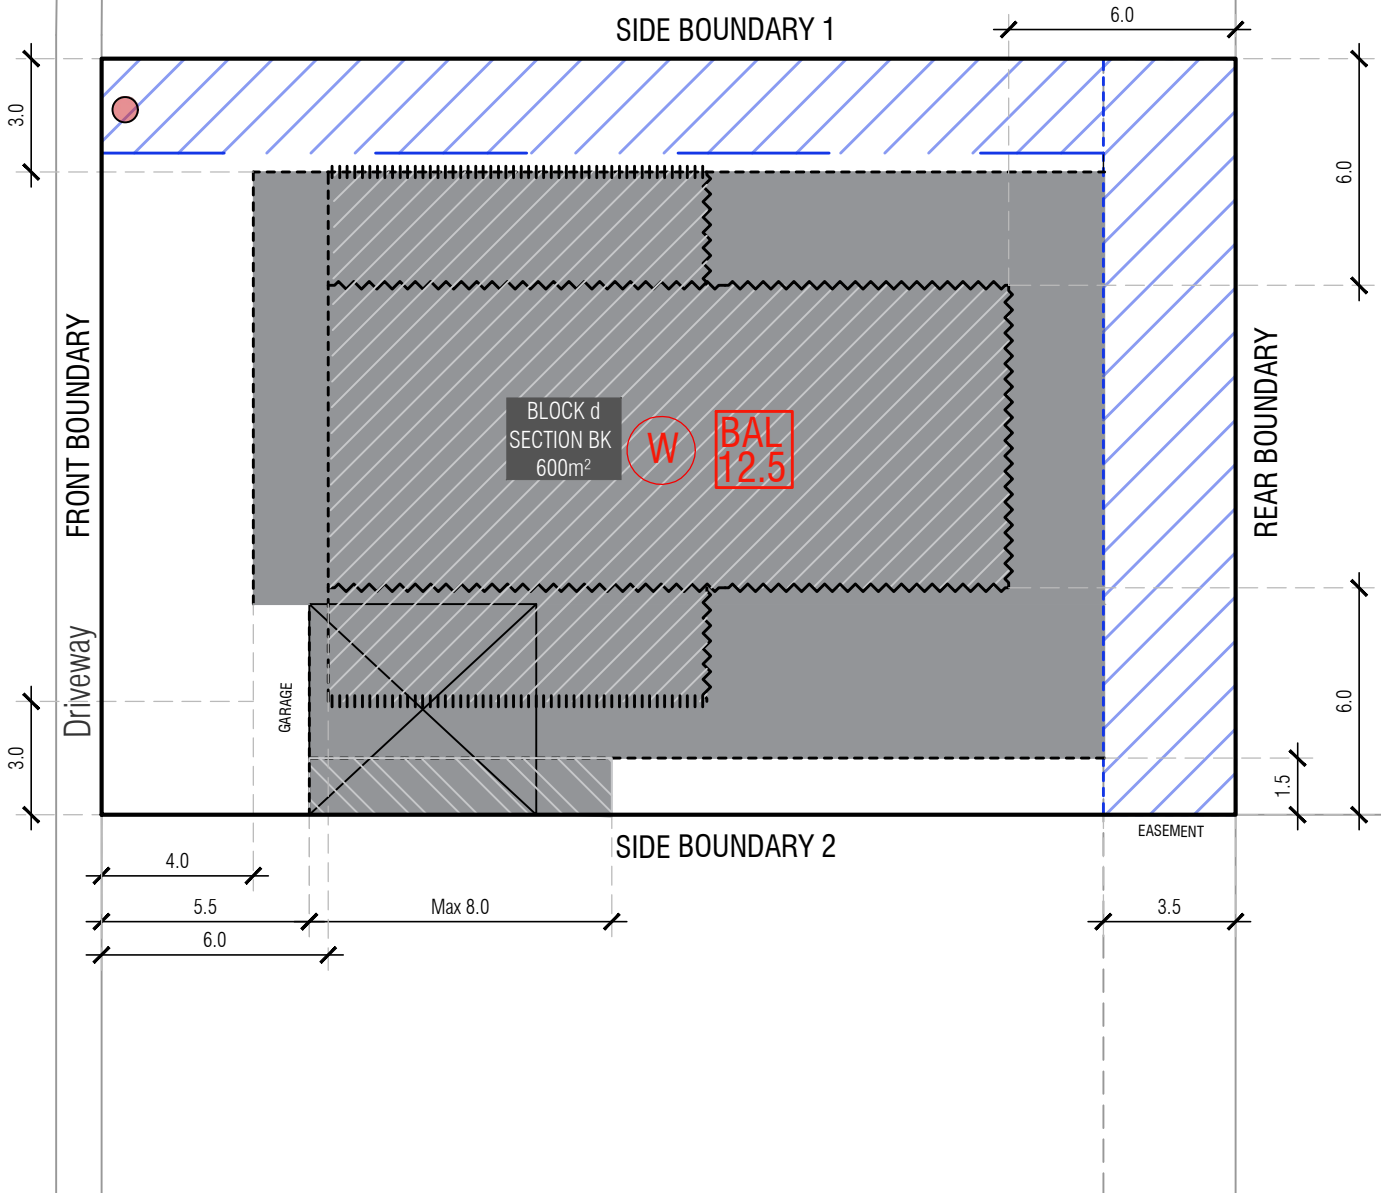 6.0
SIDE BOUNDARY 1
3.0
6.0
FRONT BOUNDARY
BLOCK d
SECTION BK
600m²
W
BAL
12.5
REAR BOUNDARY
Driveway
GARAGE
6.0
3.0
1.5
EASEMENT
SIDE BOUNDARY 2
4.0
5.5
Max 8.0
3.5
6.0